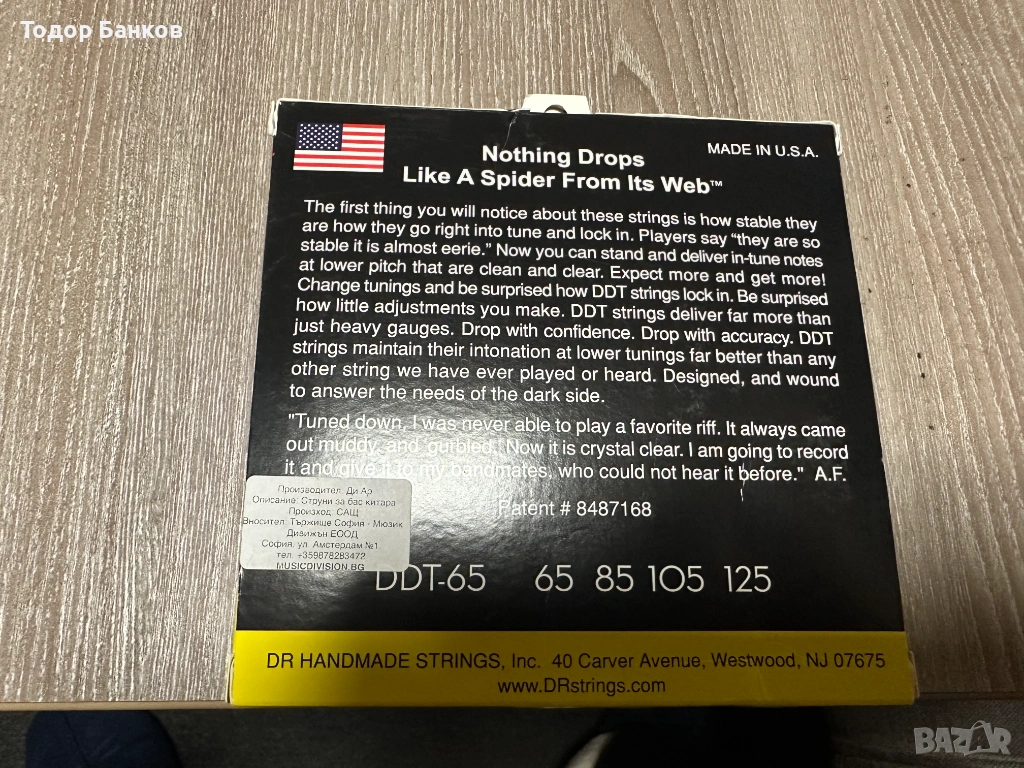 Тодор Банков
Nothing Drops
Like A Spider From Its Web™
MADE IN U.S.A.
The first thing you will notice about these strings is how stable they
are how they go right into tune and lock in. Players say “they are so
stable it is almost eerie.” Now you can stand and deliver in-tune notes
at lower pitch that are clean and clear. Expect more and get more!
Change tunings and be surprised how DDT strings lock in. Be surprised
how little adjustments you make. DDT strings deliver far more than
just heavy gauges. Drop with confidence. Drop with accuracy. DDT
strings maintain their intonation at lower tunings far better than any
other string we have ever played or heard. Designed, and wound
to answer the needs of the dark side.
"Tuned down, I was never able to play a favorite riff. It always came
out muddy and gurbled. Now it is crystal clear. I am going to record
it and give it to my bandmates, who could not hear it before." A.F.
Patent # 8487168
Производител: Ди Ар
Описание: Струни за бас китара
Произход: САЩ
Вносител: Тържище София - Мюзик
Дивижън ЕООД
София, ул. Амстердам №1
тел. +359878283472
MUSICDIVISION.BG
DDT-65 65 85 105 125
DR HANDMADE STRINGS, Inc. 40 Carver Avenue, Westwood, NJ 07675
www.DRstrings.com
BAZAR